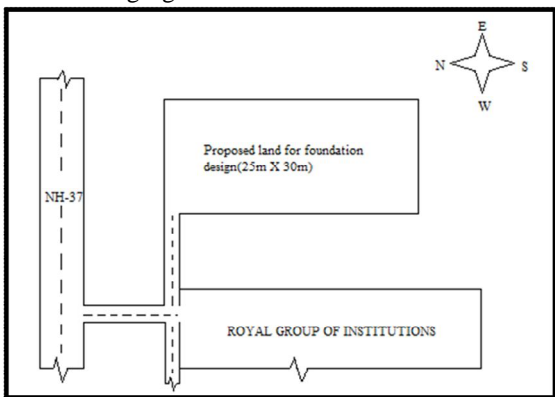 E
N
S
W
Proposed land for foundation
design(25m X 30m)
NH-37
ROYAL GROUP OF INSTITUTIONS